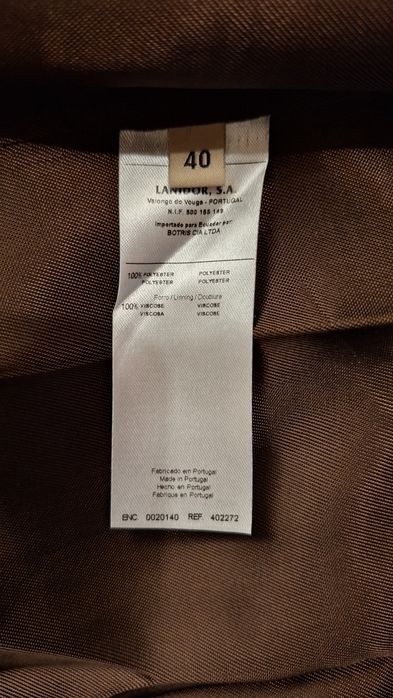 40
LANIDOR, S.A.
Valongo do Vouga - PORTUGAL
N.I.F. 500 165 149
Importado para Ecuador por:
BOTRIS CIA LTDA
100% POLYESTER POLYESTER
POLYESTER POLYESTER
Forro / Linning / Doublure
100% VISCOSE VISCOSE
VISCOSA VISCOSE
Fabricado em Portugal
Made in Portugal
Hecho en Portugal
Fabrique en Portugal
ENC. 0020140 REF. 402272